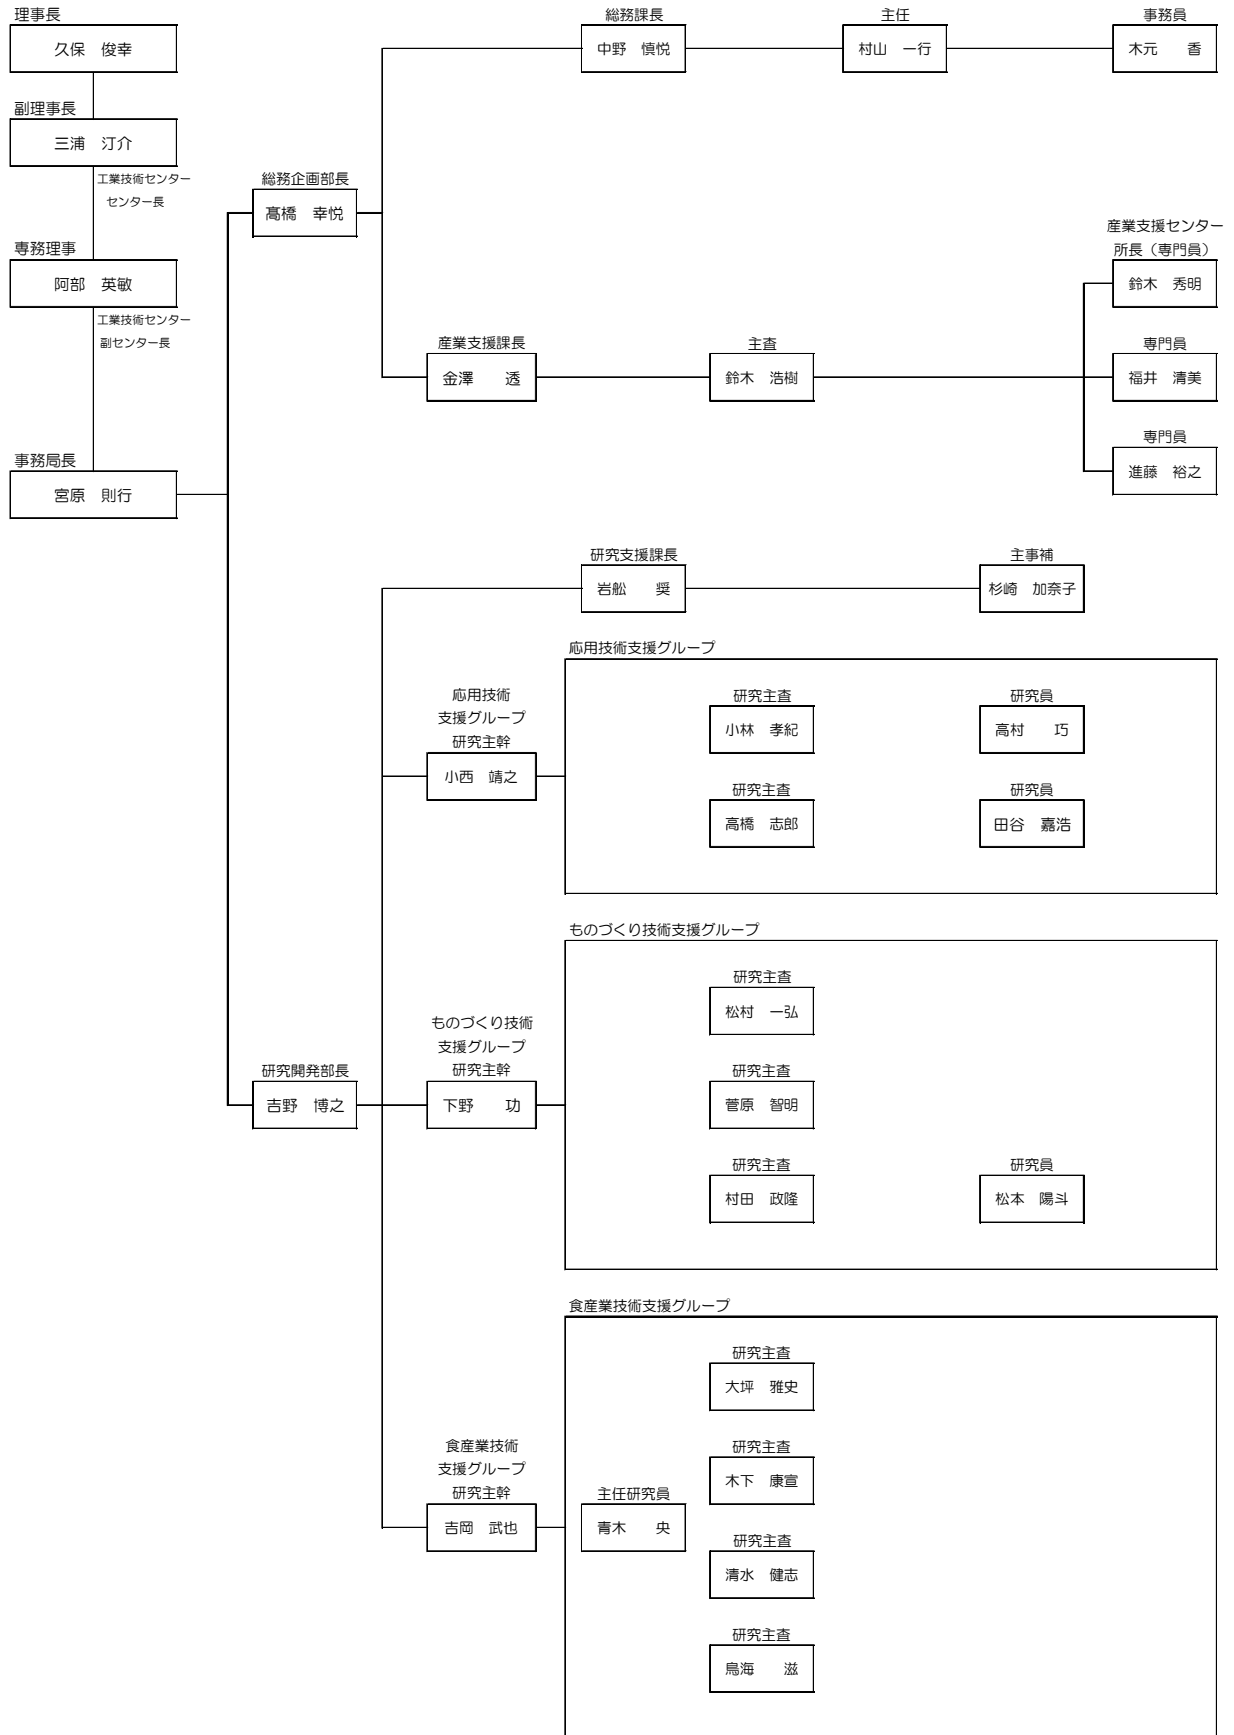 理事長
久保 俊幸
副理事長
三浦 汀介
工業技術センター
センター長
専務理事
阿部 英敏
工業技術センター
副センター長
事務局長
宮原 則行
総務企画部長
髙橋 幸悦
総務課長
中野 慎悦
主任
村山 一行
事務員
木元 香
産業支援課長
金澤 透
主査
鈴木 浩樹
産業支援センター
所長（専門員）
鈴木 秀明
専門員
福井 清美
専門員
進藤 裕之
研究開発部長
吉野 博之
研究支援課長
岩舩 奨
主事補
杉崎 加奈子
応用技術
支援グループ
研究主幹
小西 靖之
応用技術支援グループ
研究主査
小林 孝紀
研究員
高村 巧
研究主査
高橋 志郎
研究員
田谷 嘉浩
ものづくり技術
支援グループ
研究主幹
下野 功
ものづくり技術支援グループ
研究主査
松村 一弘
研究主査
菅原 智明
研究主査
村田 政隆
研究員
松本 陽斗
食産業技術
支援グループ
研究主幹
吉岡 武也
食産業技術支援グループ
主任研究員
青木 央
研究主査
大坪 雅史
研究主査
木下 康宣
研究主査
清水 健志
研究主査
鳥海 滋